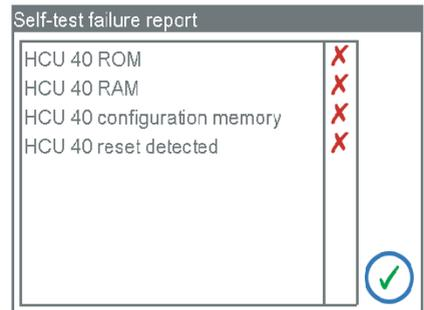 Self-test failure report
HCU 40 ROM
HCU 40 RAM
HCU 40 configuration memory
HCU 40 reset detected